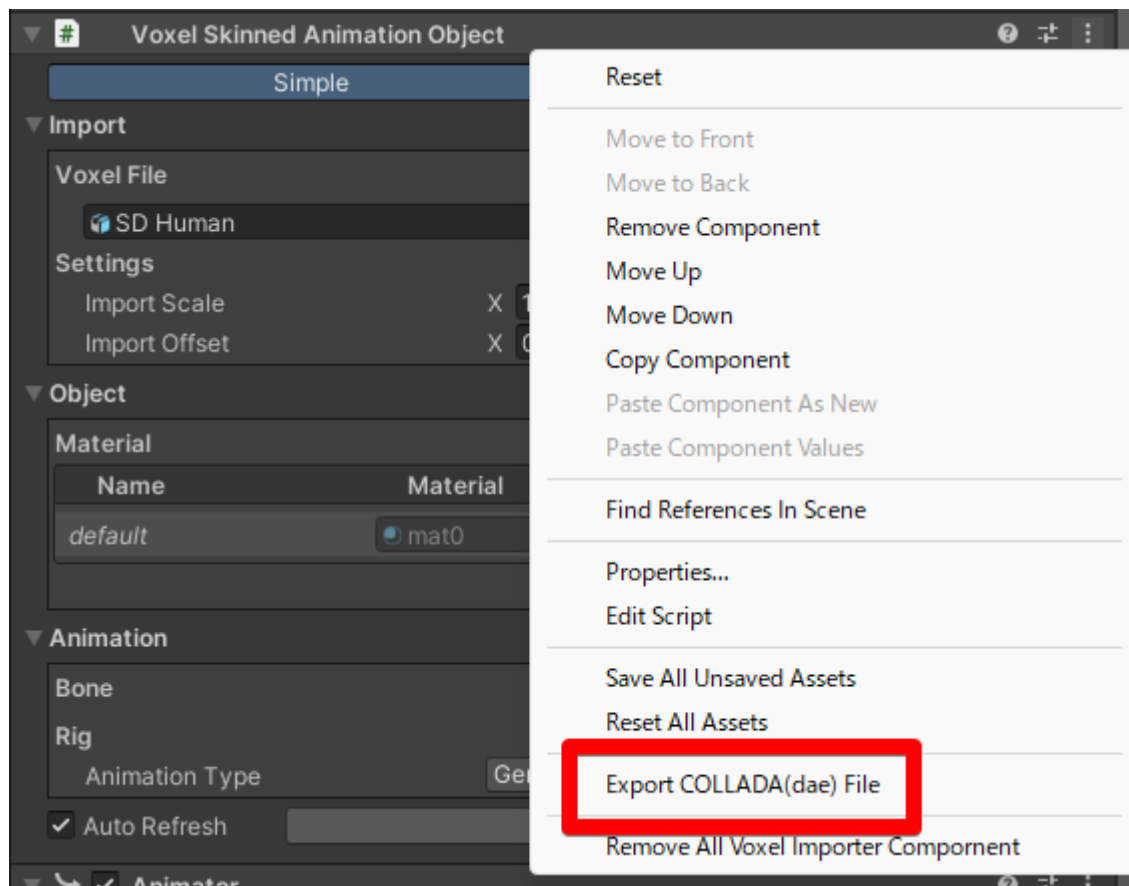 Voxel Skinned Animation Object
Simple
Import
Voxel File
SD Human
Settings
Import Scale X 1
Import Offset X 0
Object
Material
Name Material
default mat0
Animation
Bone
Rig
Animation Type
Auto Refresh
Animator
Reset
Move to Front
Move to Back
Remove Component
Move Up
Move Down
Copy Component
Paste Component As New
Paste Component Values
Find References In Scene
Properties...
Edit Script
Save All Unsaved Assets
Reset All Assets
Export COLLADA(dae) File
Remove All Voxel Importer Compornent